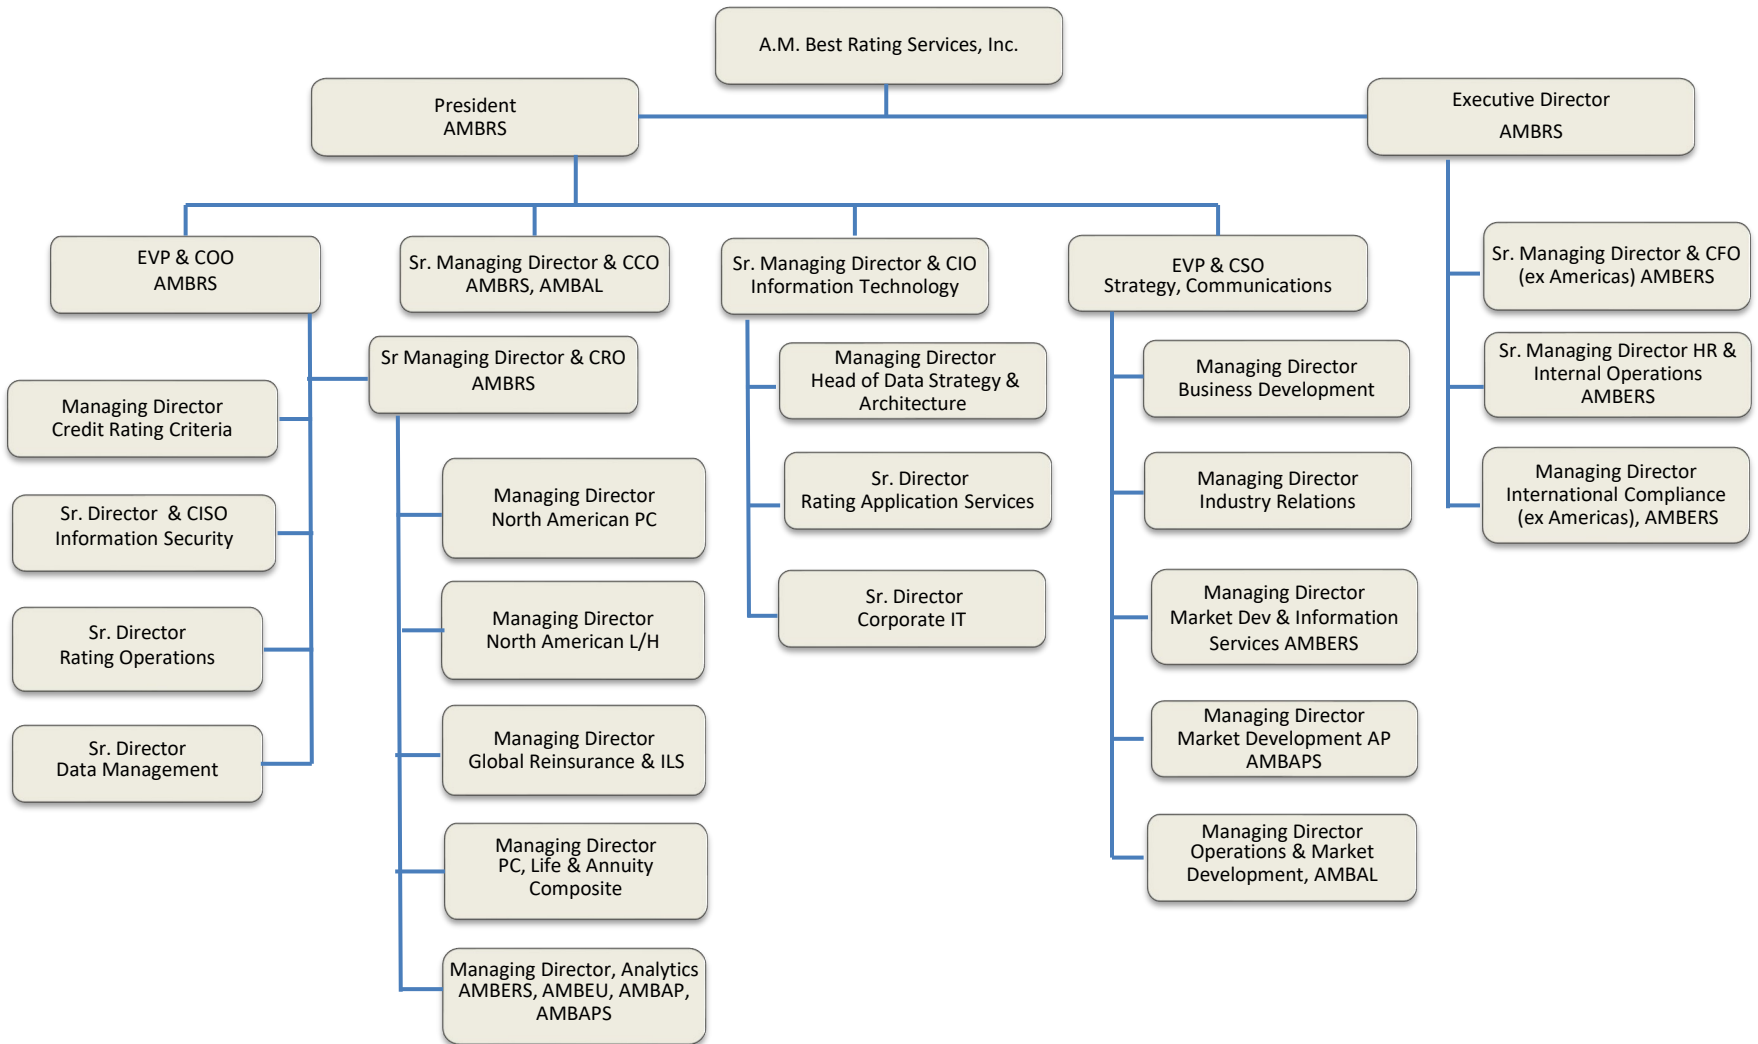 A.M. Best Rating Services, Inc.
President
AMBRS
Executive Director
AMBRS
EVP & COO
AMBRS
Sr. Managing Director & CCO
AMBRS, AMBAL
Sr. Managing Director & CIO
Information Technology
EVP & CSO
Strategy, Communications
Sr. Managing Director & CFO
(ex Americas) AMBERS
Sr. Managing Director HR &
Internal Operations
AMBERS
Managing Director
International Compliance
(ex Americas), AMBERS
Sr Managing Director & CRO
AMBRS
Managing Director
Credit Rating Criteria
Sr. Director & CISO
Information Security
Sr. Director
Rating Operations
Sr. Director
Data Management
Managing Director
North American PC
Managing Director
North American L/H
Managing Director
Global Reinsurance & ILS
Managing Director
PC, Life & Annuity
Composite
Managing Director, Analytics
AMBERS, AMBEU, AMBAP,
AMBAPS
Managing Director
Head of Data Strategy &
Architecture
Sr. Director
Rating Application Services
Sr. Director
Corporate IT
Managing Director
Business Development
Managing Director
Industry Relations
Managing Director
Market Dev & Information
Services AMBERS
Managing Director
Market Development AP
AMBAPS
Managing Director
Operations & Market
Development, AMBAL